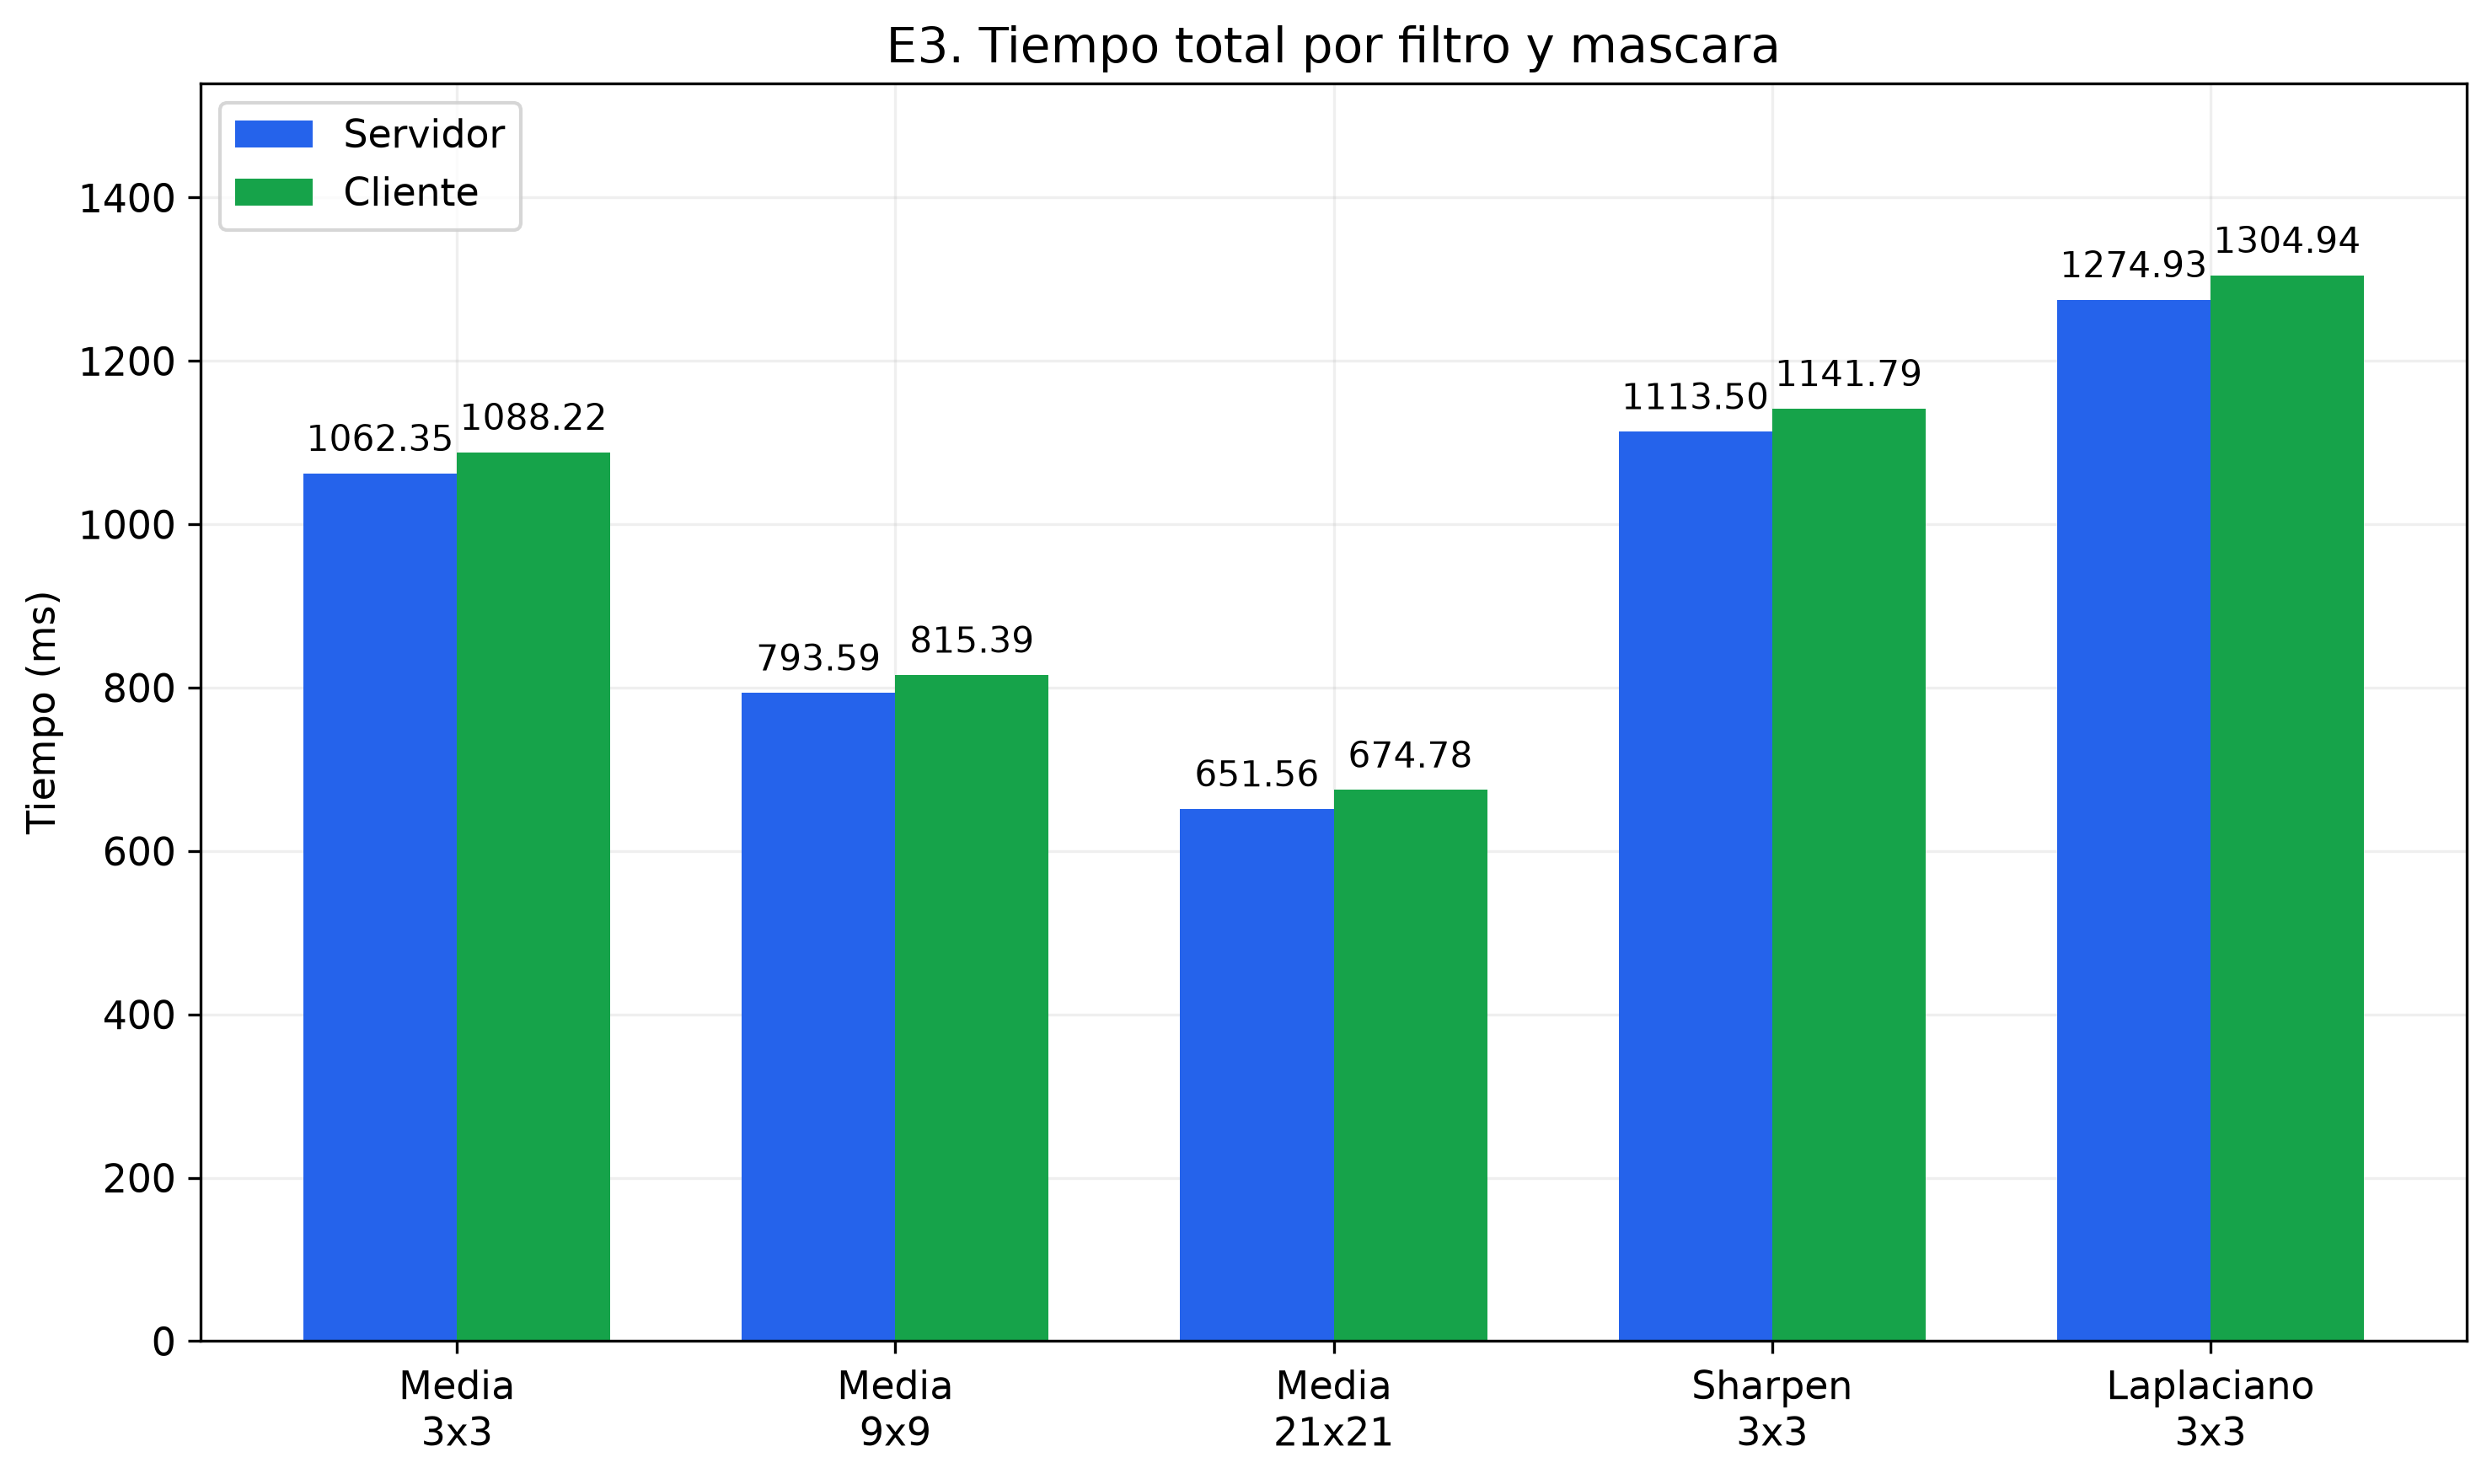 E3. Tiempo total por filtro y mascara
Servidor
Cliente
Tiempo (ms)
1400
1200
1000
800
600
400
200
0
1062.35
1088.22
793.59
815.39
651.56
674.78
1113.50
1141.79
1274.93
1304.94
Media
3x3
Media
9x9
Media
21x21
Sharpen
3x3
Laplaciano
3x3